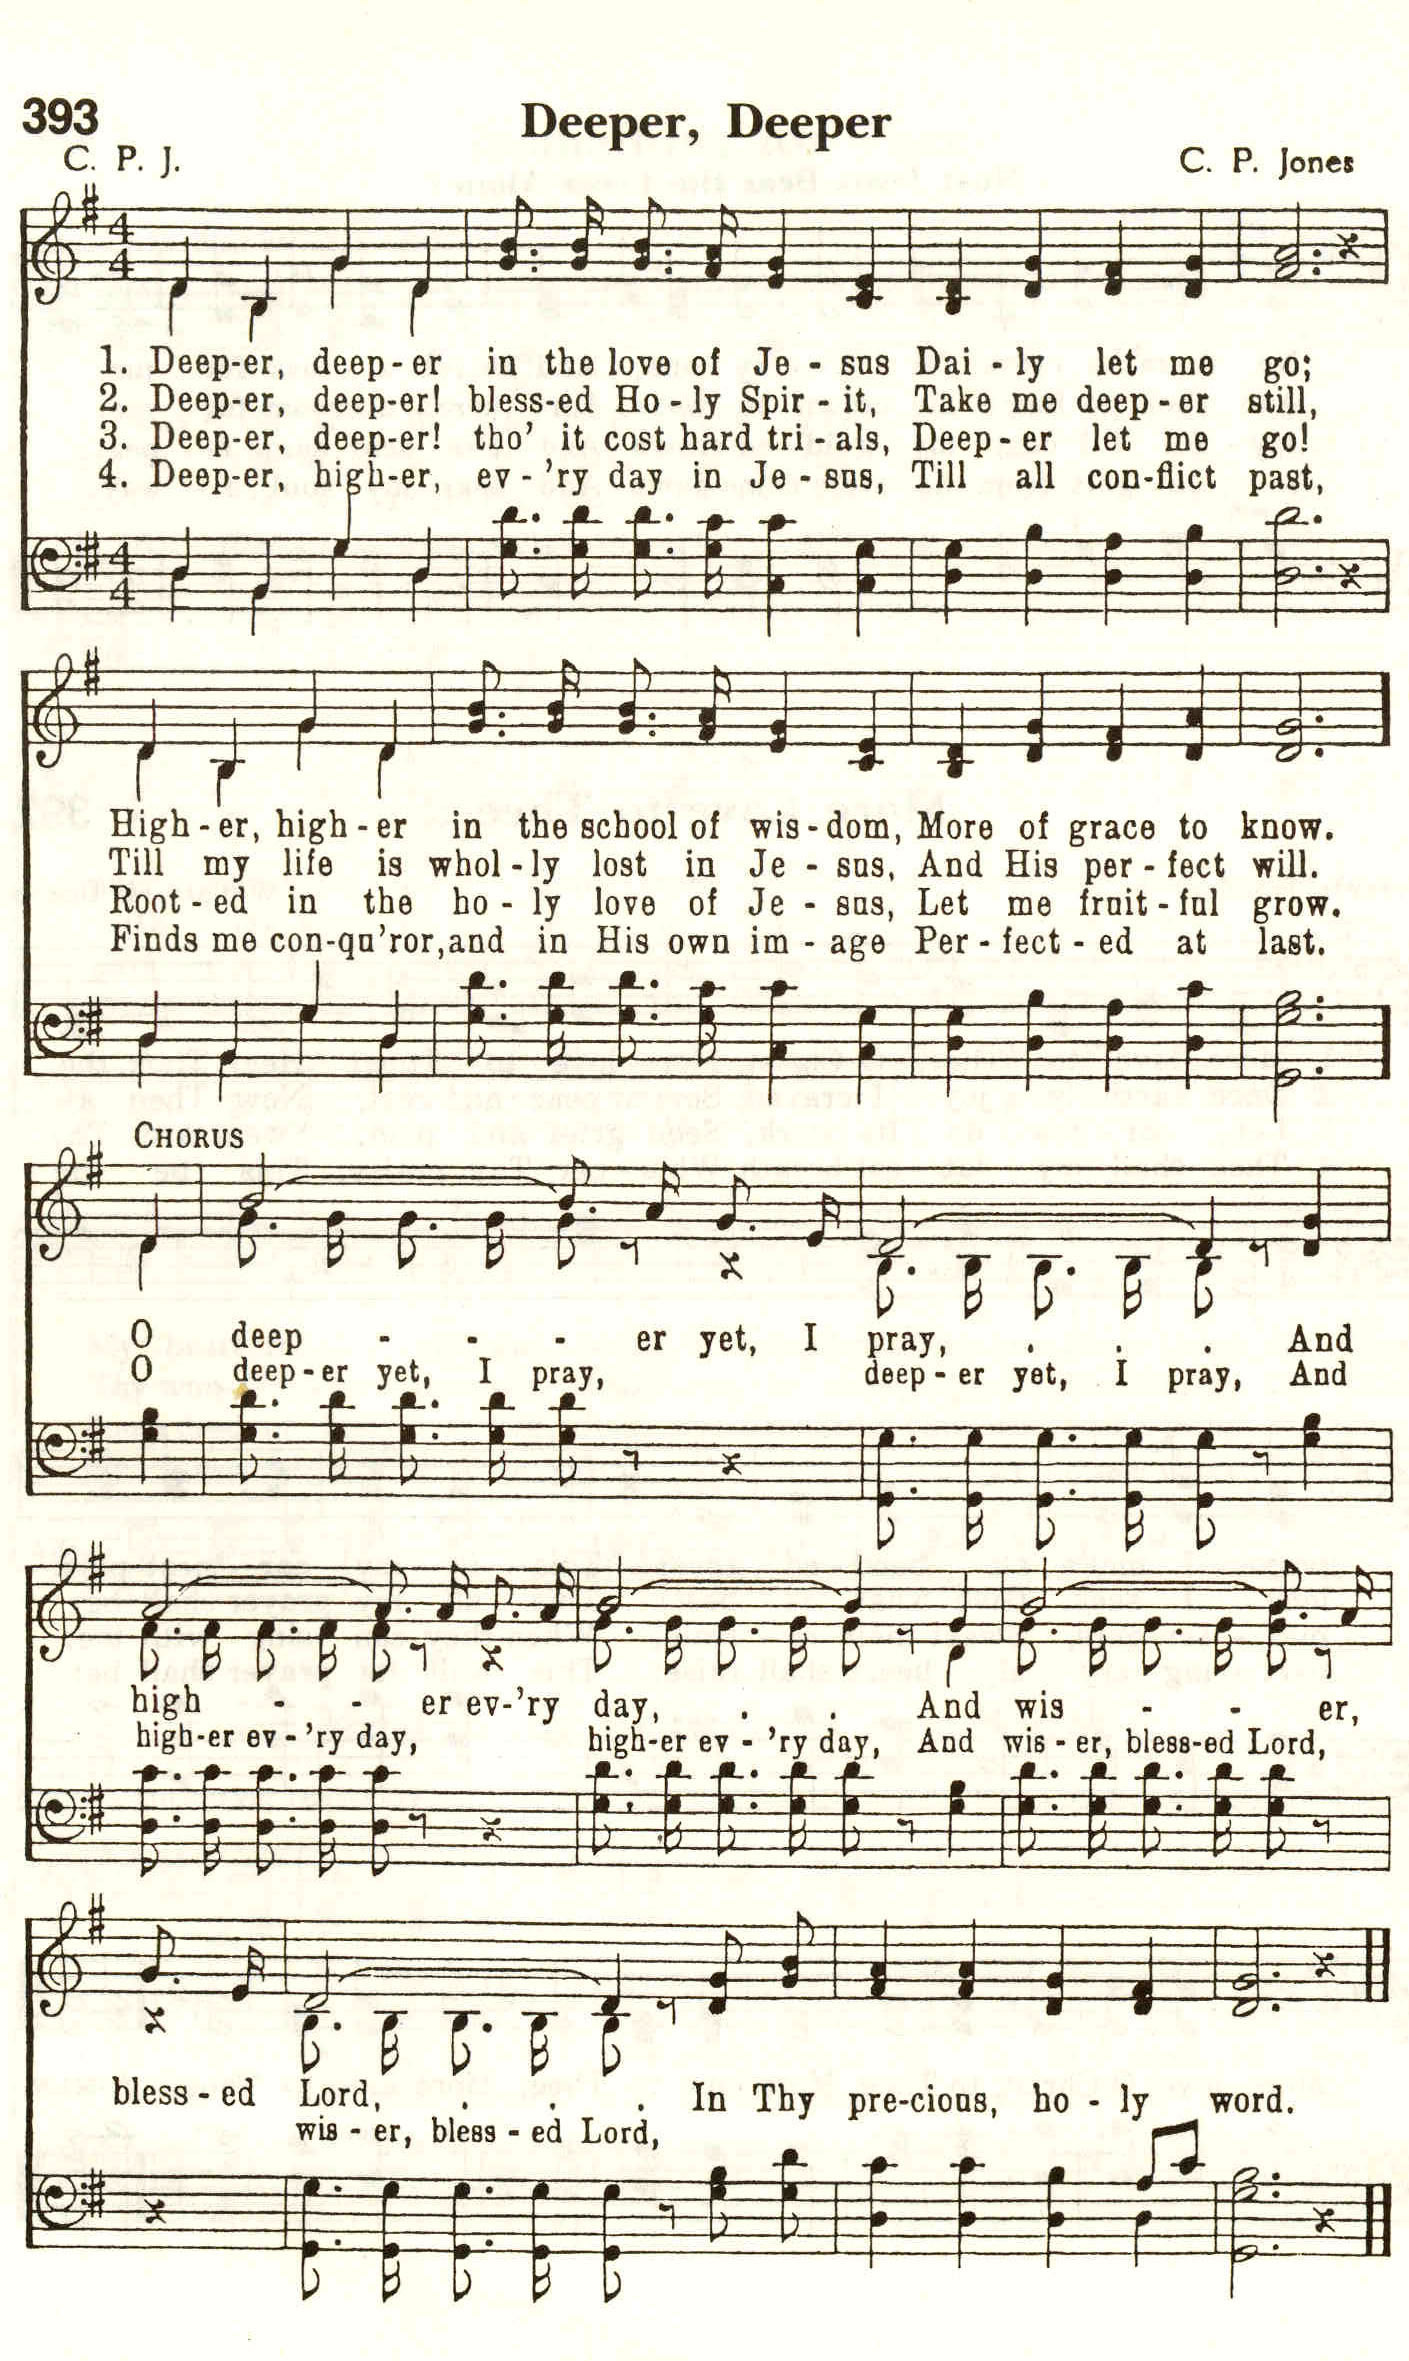 393
Deeper, Deeper
C. P. J.
C. P. Jones
1. Deep-er, deep-er in the love of Je-sus Dai-ly let me go;
2. Deep-er, deep-er! bless-ed Ho-ly Spir-it, Take me deep-er still,
3. Deep-er, deep-er! tho' it cost hard tri-als, Deep-er let me go!
4. Deep-er, high-er, ev-'ry day in Je-sus, Till all con-flict past,
High-er, high-er in the school of wis-dom, More of grace to know.
Till my life is whol-ly lost in Je-sus, And His per-fect will.
Root-ed in the ho-ly love of Je-sus, Let me fruit-ful grow.
Finds me con-qu'ror, and in His own im-age Per-fect-ed at last.
CHORUS
O deep - - - er yet, I pray, . . . And
O deep-er yet, I pray, deep-er yet, I pray, And
high - - er ev-'ry day, . . And wis - - er,
high-er ev-'ry day, high-er ev-'ry day, And wis-er, bless-ed Lord,
bless-ed Lord, . . . In Thy pre-cious, ho-ly word.
wis-er, bless-ed Lord,